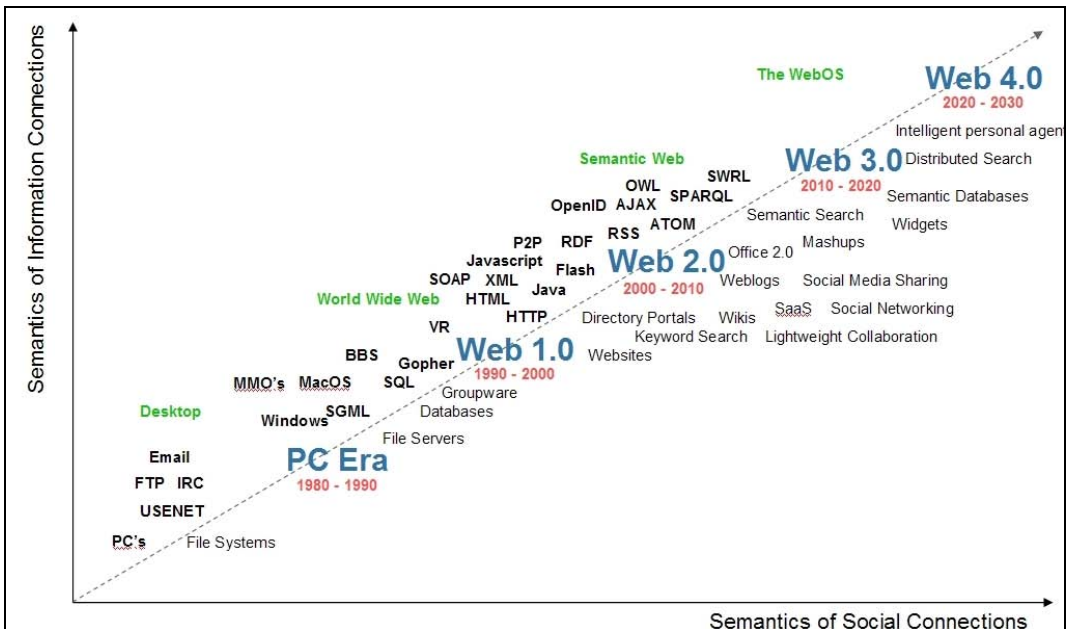 Semantics of Information Connections
The WebOS
Web 4.0
2020 - 2030
Intelligent personal agen
Semantic Web
Web 3.0
Distributed Search
2010 - 2020
SWRL
OWL
SPARQL
Semantic Databases
OpenID
AJAX
Semantic Search
Widgets
ATOM
RSS
P2P
RDF
Mashups
Office 2.0
Javascript
Web 2.0
Flash
SOAP
XML
Weblogs
Social Media Sharing
Java
2000 - 2010
World Wide Web
HTML
HTTP
Directory Portals
Wikis
SaaS
Social Networking
VR
Keyword Search
Lightweight Collaboration
Web 1.0
BBS
Websites
Gopher
1990 - 2000
MMO's
MacOS
SQL
Groupware
Desktop
SGML
Databases
Windows
File Servers
Email
PC Era
FTP
IRC
1980 - 1990
USENET
PC's
File Systems
Semantics of Social Connections